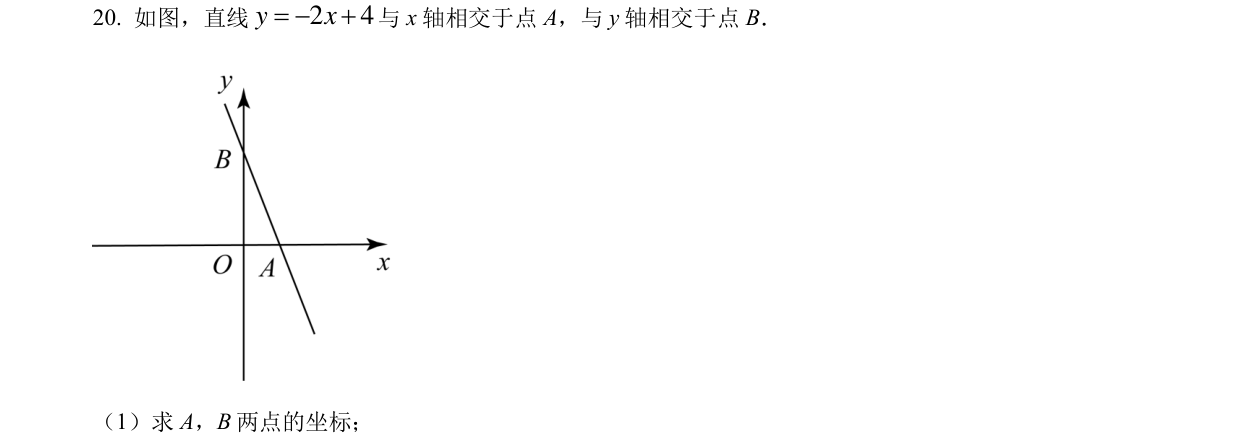 20. 如图，直线 y=−2x+4 与 x 轴相交于点 A，与 y 轴相交于点 B．
y
B
O A x
（1）求 A，B 两点的坐标；